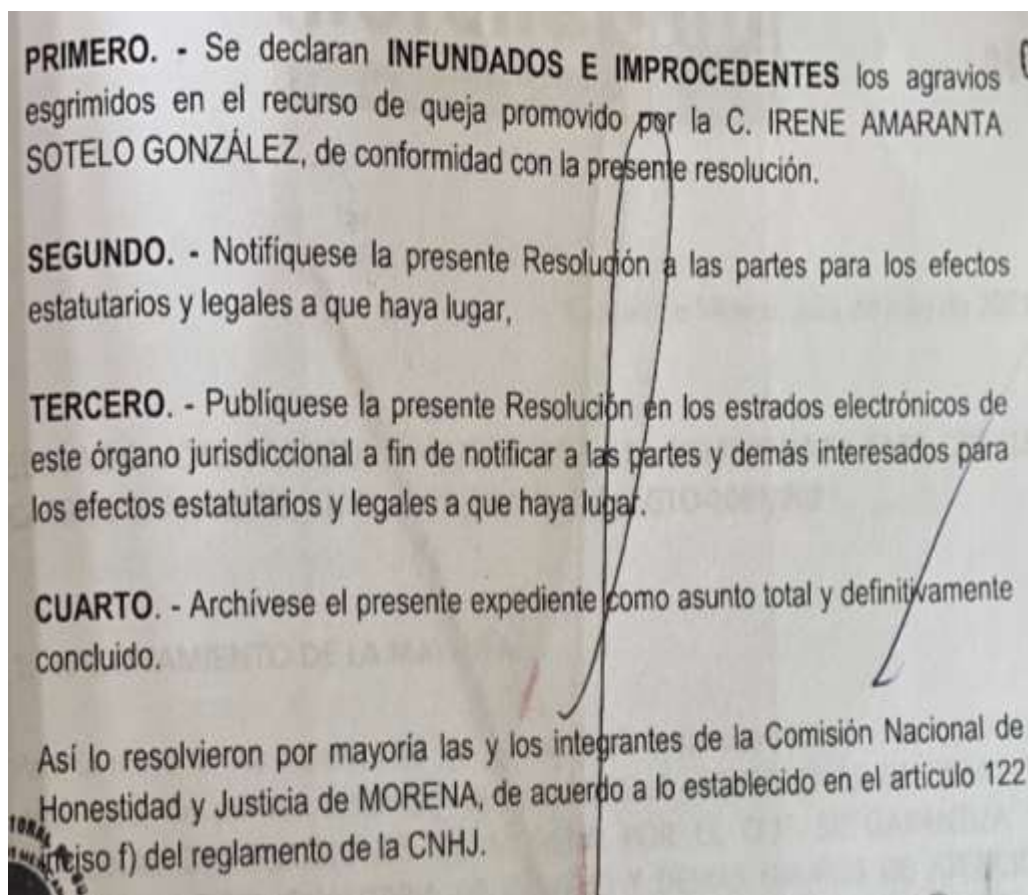 PRIMERO. - Se declaran INFUNDADOS E IMPROCEDENTES los agravios
esgrimidos en el recurso de queja promovido por la C. IRENE AMARANTA
SOTELO GONZÁLEZ, de conformidad con la presente resolución.
SEGUNDO. - Notifíquese la presente Resolución a las partes para los efectos
estatutarios y legales a que haya lugar,
TERCERO. - Publíquese la presente Resolución en los estrados electrónicos de
este órgano jurisdiccional a fin de notificar a las partes y demás interesados para
los efectos estatutarios y legales a que haya lugar.
CUARTO. - Archívese el presente expediente como asunto total y definitivamente
concluido.
Así lo resolvieron por mayoría las y los integrantes de la Comisión Nacional de
Honestidad y Justicia de MORENA, de acuerdo a lo establecido en el artículo 122
inciso f) del reglamento de la CNHJ.